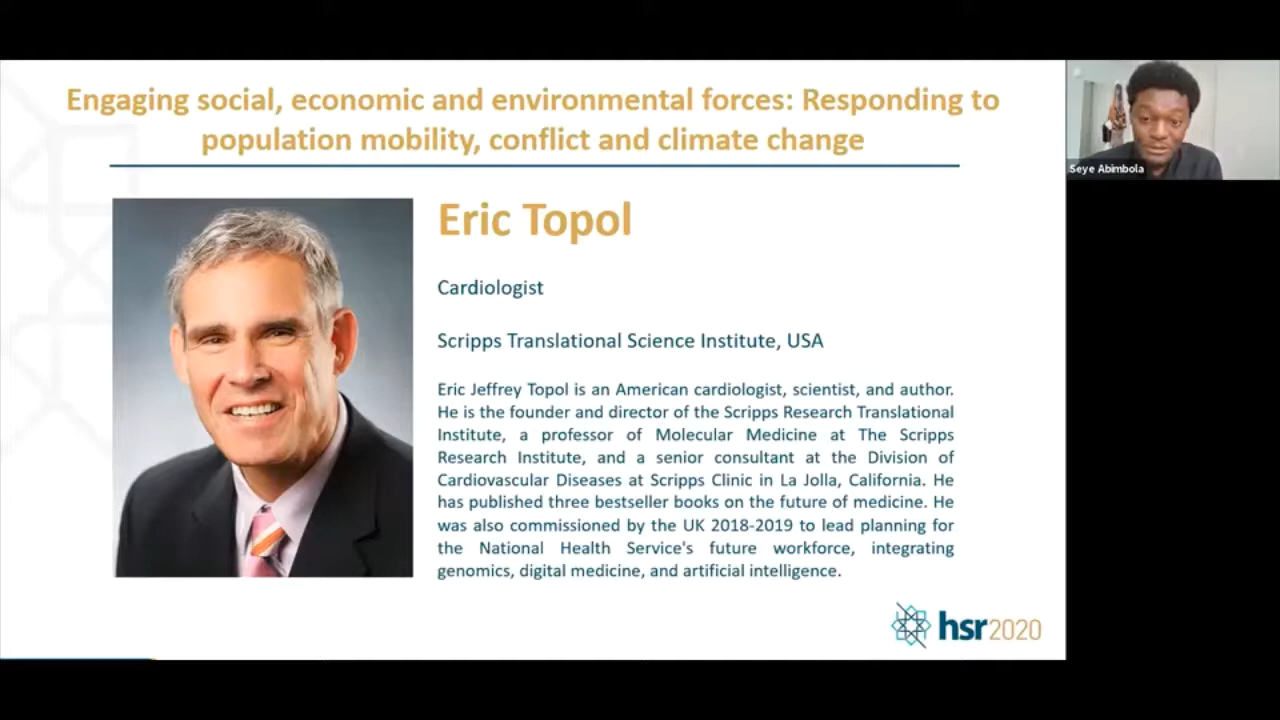 Engaging social, economic and environmental forces: Responding to
population mobility, conflict and climate change
Seye Abimbola
Eric Topol
Cardiologist
Scripps Translational Science Institute, USA
Eric Jeffrey Topol is an American cardiologist, scientist, and author.
He is the founder and director of the Scripps Research Translational
Institute, a professor of Molecular Medicine at The Scripps
Research Institute, and a senior consultant at the Division of
Cardiovascular Diseases at Scripps Clinic in La Jolla, California. He
has published three bestseller books on the future of medicine. He
was also commissioned by the UK 2018-2019 to lead planning for
the National Health Service's future workforce, integrating
genomics, digital medicine, and artificial intelligence.
hsr2020